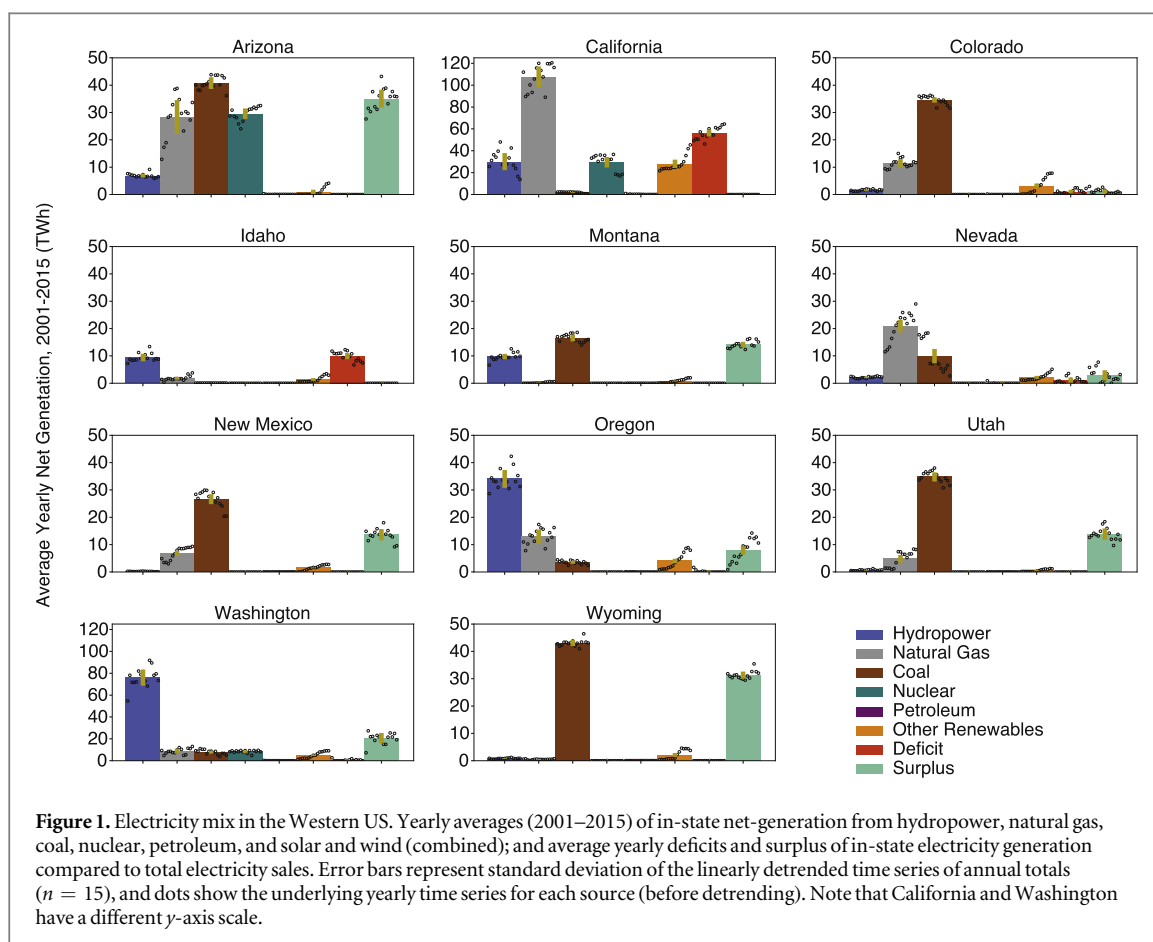 Arizona
California
Colorado
50
40
30
20
10
0
120
100
80
60
40
20
0
50
40
30
20
10
0
Average Yearly Net Genetation, 2001-2015 (TWh)
Idaho
Montana
Nevada
50
40
30
20
10
0
50
40
30
20
10
0
50
40
30
20
10
0
New Mexico
Oregon
Utah
50
40
30
20
10
0
50
40
30
20
10
0
50
40
30
20
10
0
Washington
Wyoming
120
100
80
60
40
20
0
50
40
30
20
10
0
Hydropower
Natural Gas
Coal
Nuclear
Petroleum
Other Renewables
Deficit
Surplus
Figure 1. Electricity mix in the Western US. Yearly averages (2001–2015) of in-state net-generation from hydropower, natural gas,
coal, nuclear, petroleum, and solar and wind (combined); and average yearly deficits and surplus of in-state electricity generation
compared to total electricity sales. Error bars represent standard deviation of the linearly detrended time series of annual totals
(n = 15), and dots show the underlying yearly time series for each source (before detrending). Note that California and Washington
have a different y-axis scale.